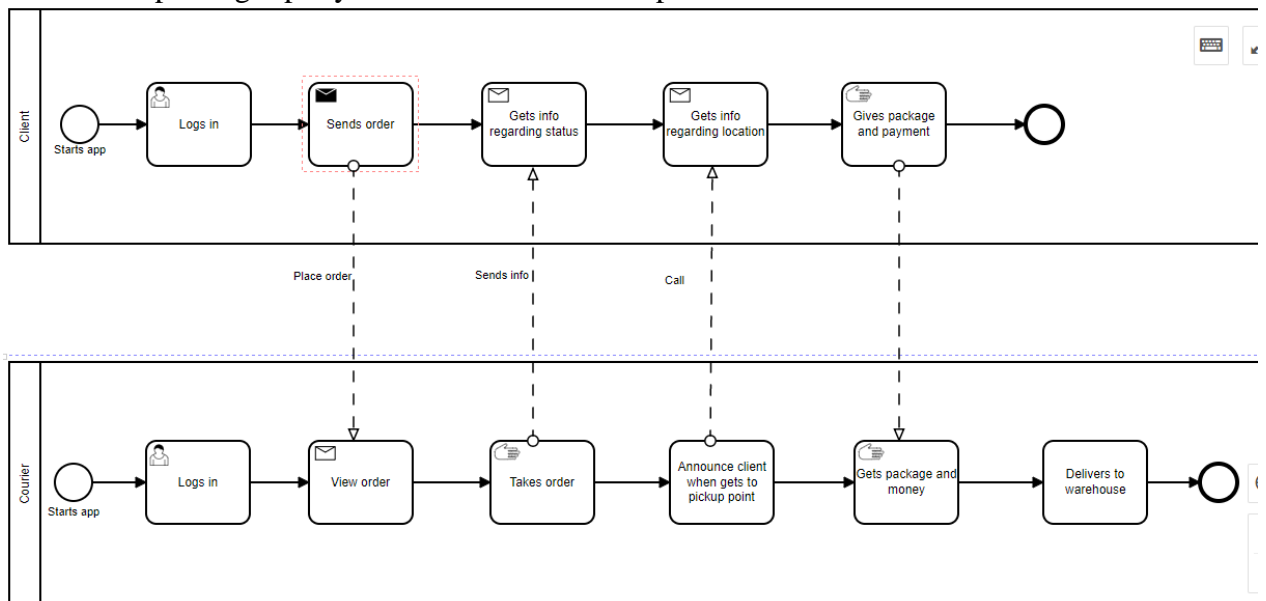 Client
Starts app
Logs in
Sends order
Gets info
regarding status
Gets info
regarding location
Gives package
and payment
Place order
Sends info
Call
Courier
Starts app
Logs in
View order
Takes order
Announce client
when gets to
pickup point
Gets package and
money
Delivers to
warehouse